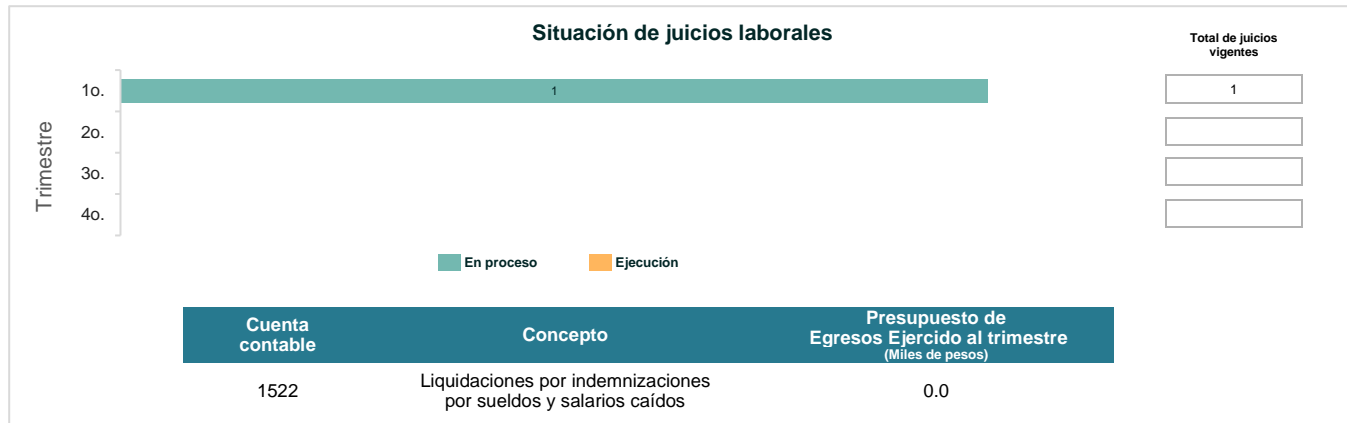 Situación de juicios laborales
Total de juicios
vigentes
Trimestre
1o.
1
1
2o.
3o.
4o.
En proceso
Ejecución
Cuenta
contable
Concepto
Presupuesto de
Egresos Ejercido al trimestre
(Miles de pesos)
1522
Liquidaciones por indemnizaciones
por sueldos y salarios caídos
0.0